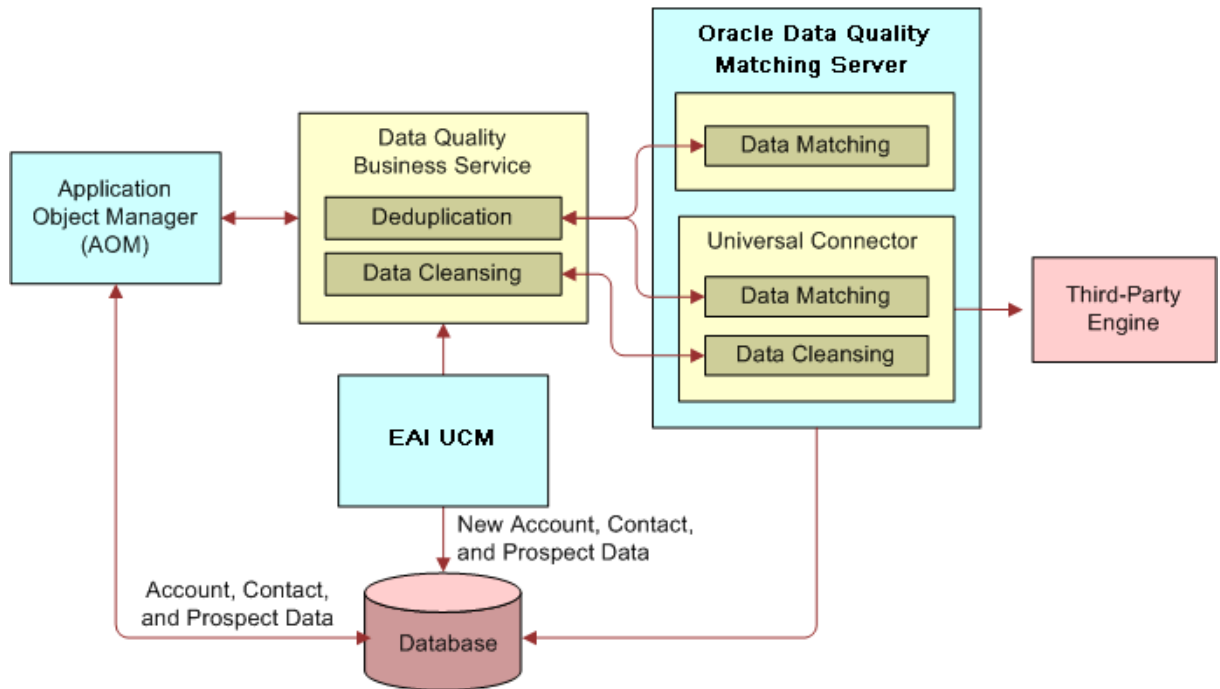 Oracle Data Quality
Matching Server
Data Matching
Data Quality
Business Service
Application
Object Manager
(AOM)
Deduplication
Data Cleansing
Universal Connector
Data Matching
Data Cleansing
Third-Party
Engine
EAI UCM
New Account, Contact,
and Prospect Data
Account, Contact,
and Prospect Data
Database